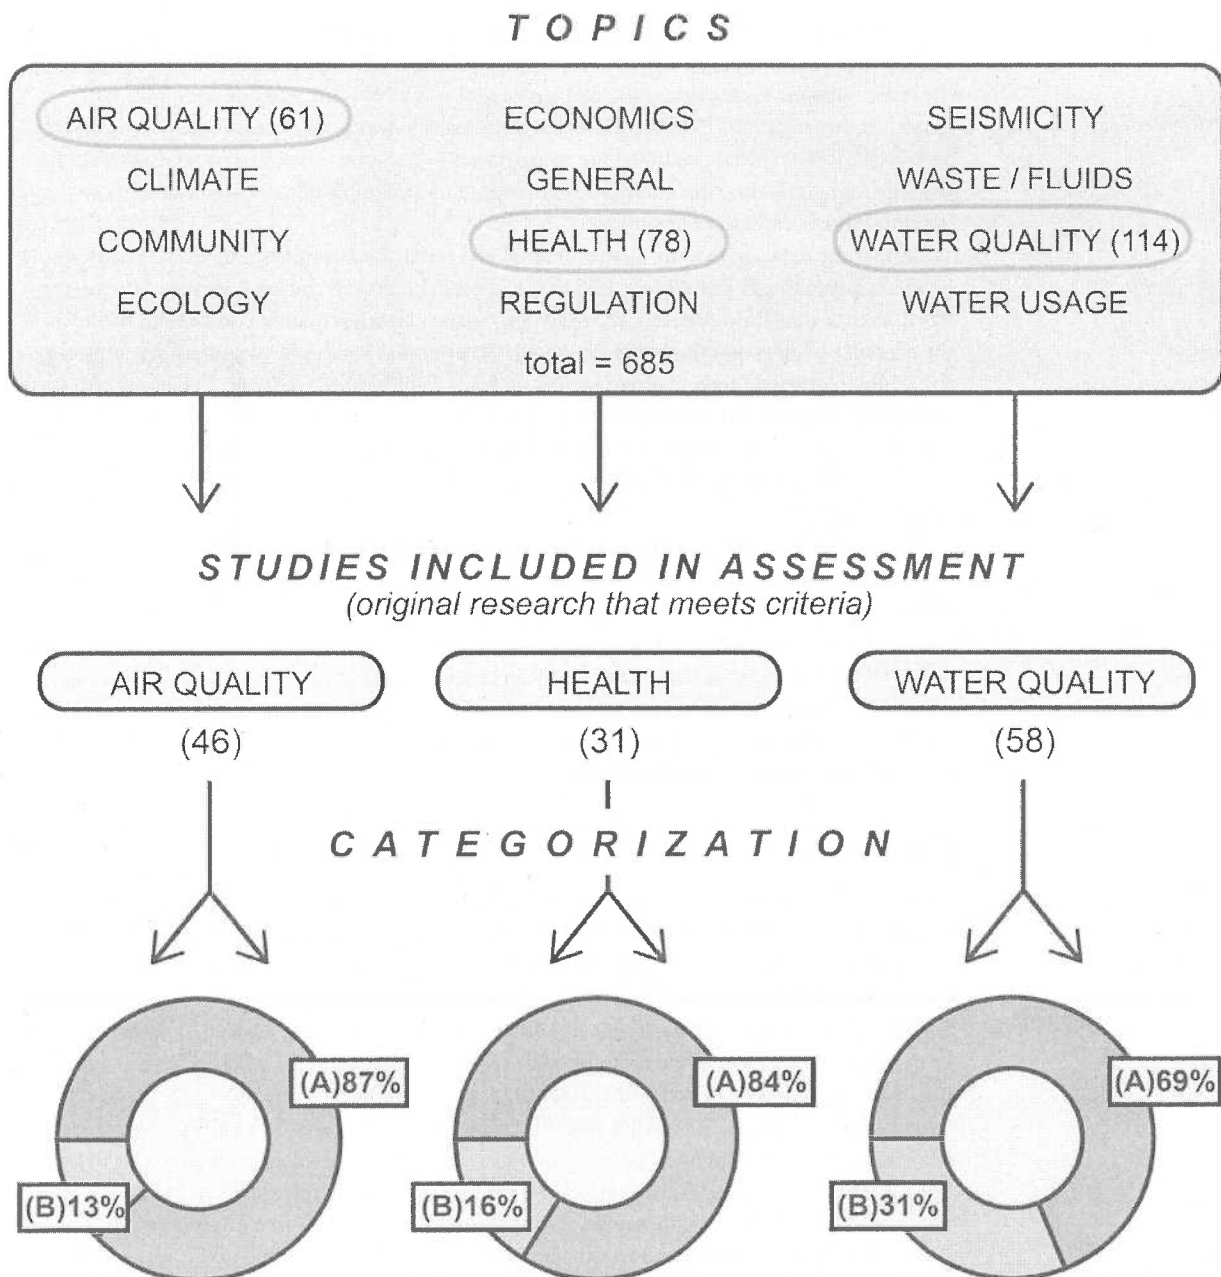 TOPICS
AIR QUALITY (61) ECONOMICS SEISMICITY
CLIMATE GENERAL WASTE / FLUIDS
COMMUNITY HEALTH (78) WATER QUALITY (114)
ECOLOGY REGULATION WATER USAGE
total = 685
STUDIES INCLUDED IN ASSESSMENT
(original research that meets criteria)
AIR QUALITY HEALTH WATER QUALITY
(46) (31) (58)
CATEGORIZATION
(A)87% (A)84% (A)69%
(B)13% (B)16% (B)31%